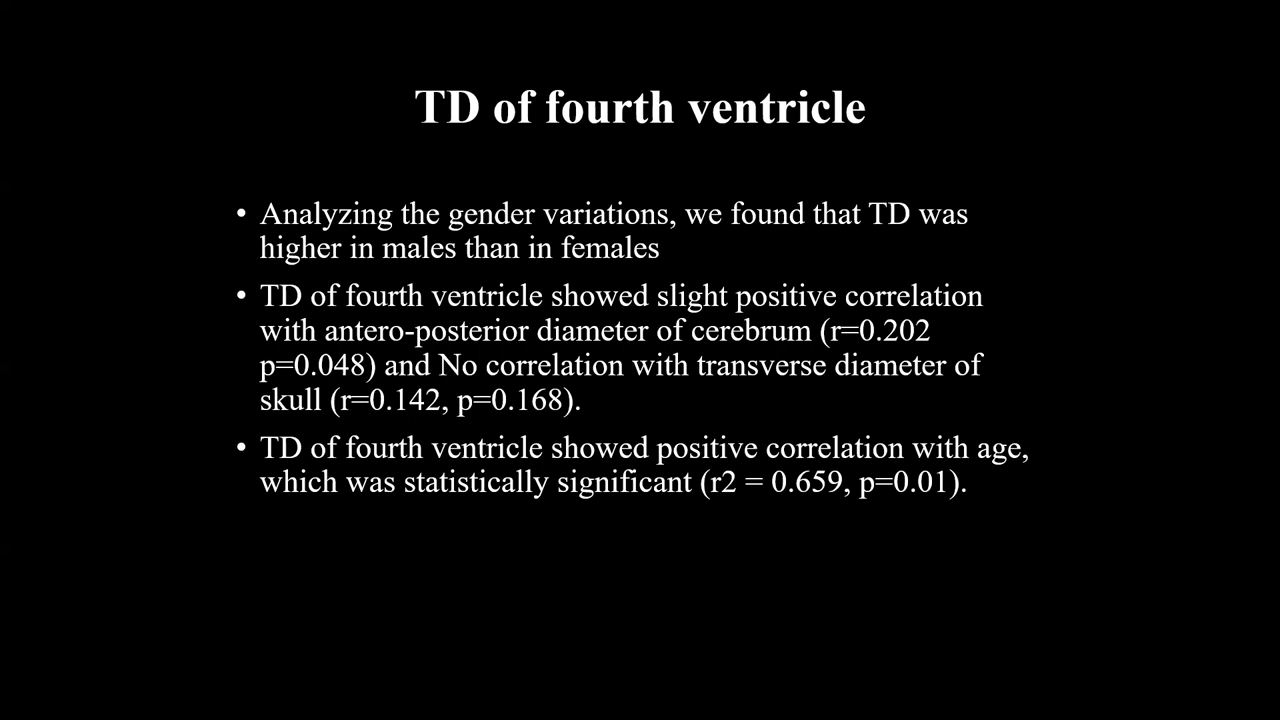 TD of fourth ventricle
• Analyzing the gender variations, we found that TD was
higher in males than in females
• TD of fourth ventricle showed slight positive correlation
with antero-posterior diameter of cerebrum (r=0.202
p=0.048) and No correlation with transverse diameter of
skull (r=0.142, p=0.168).
• TD of fourth ventricle showed positive correlation with age,
which was statistically significant (r2 = 0.659, p=0.01).